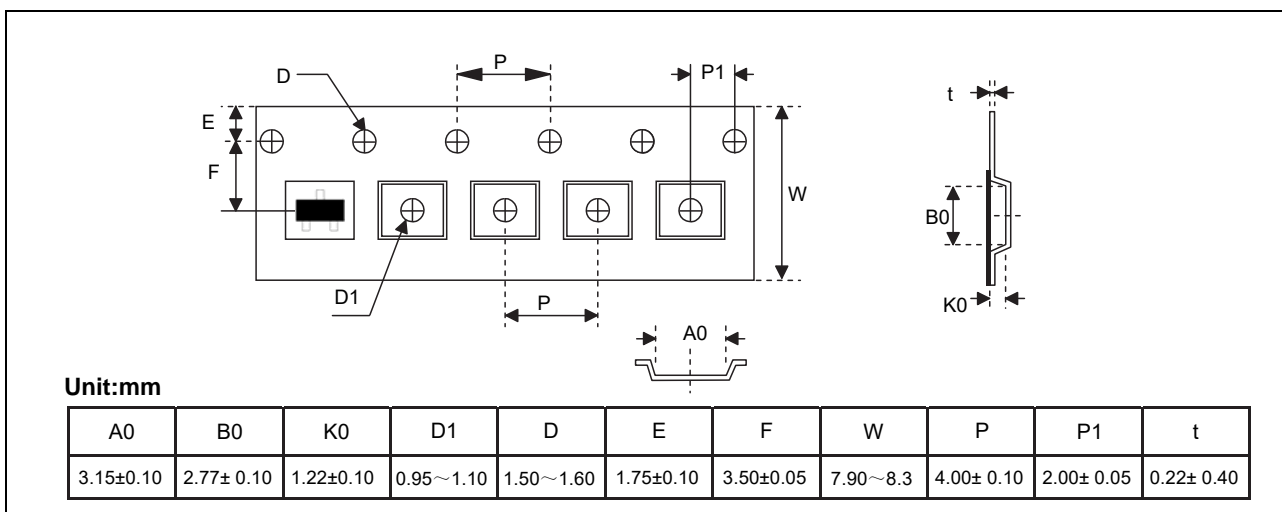 P
P1
D
t
E
F
W
B0
D1
P
K0
A0
Unit:mm
A0 B0 K0 D1 D E F W P P1 t
3.15±0.10 2.77± 0.10 1.22±0.10 0.95～1.10 1.50～1.60 1.75±0.10 3.50±0.05 7.90～8.3 4.00± 0.10 2.00± 0.05 0.22± 0.40